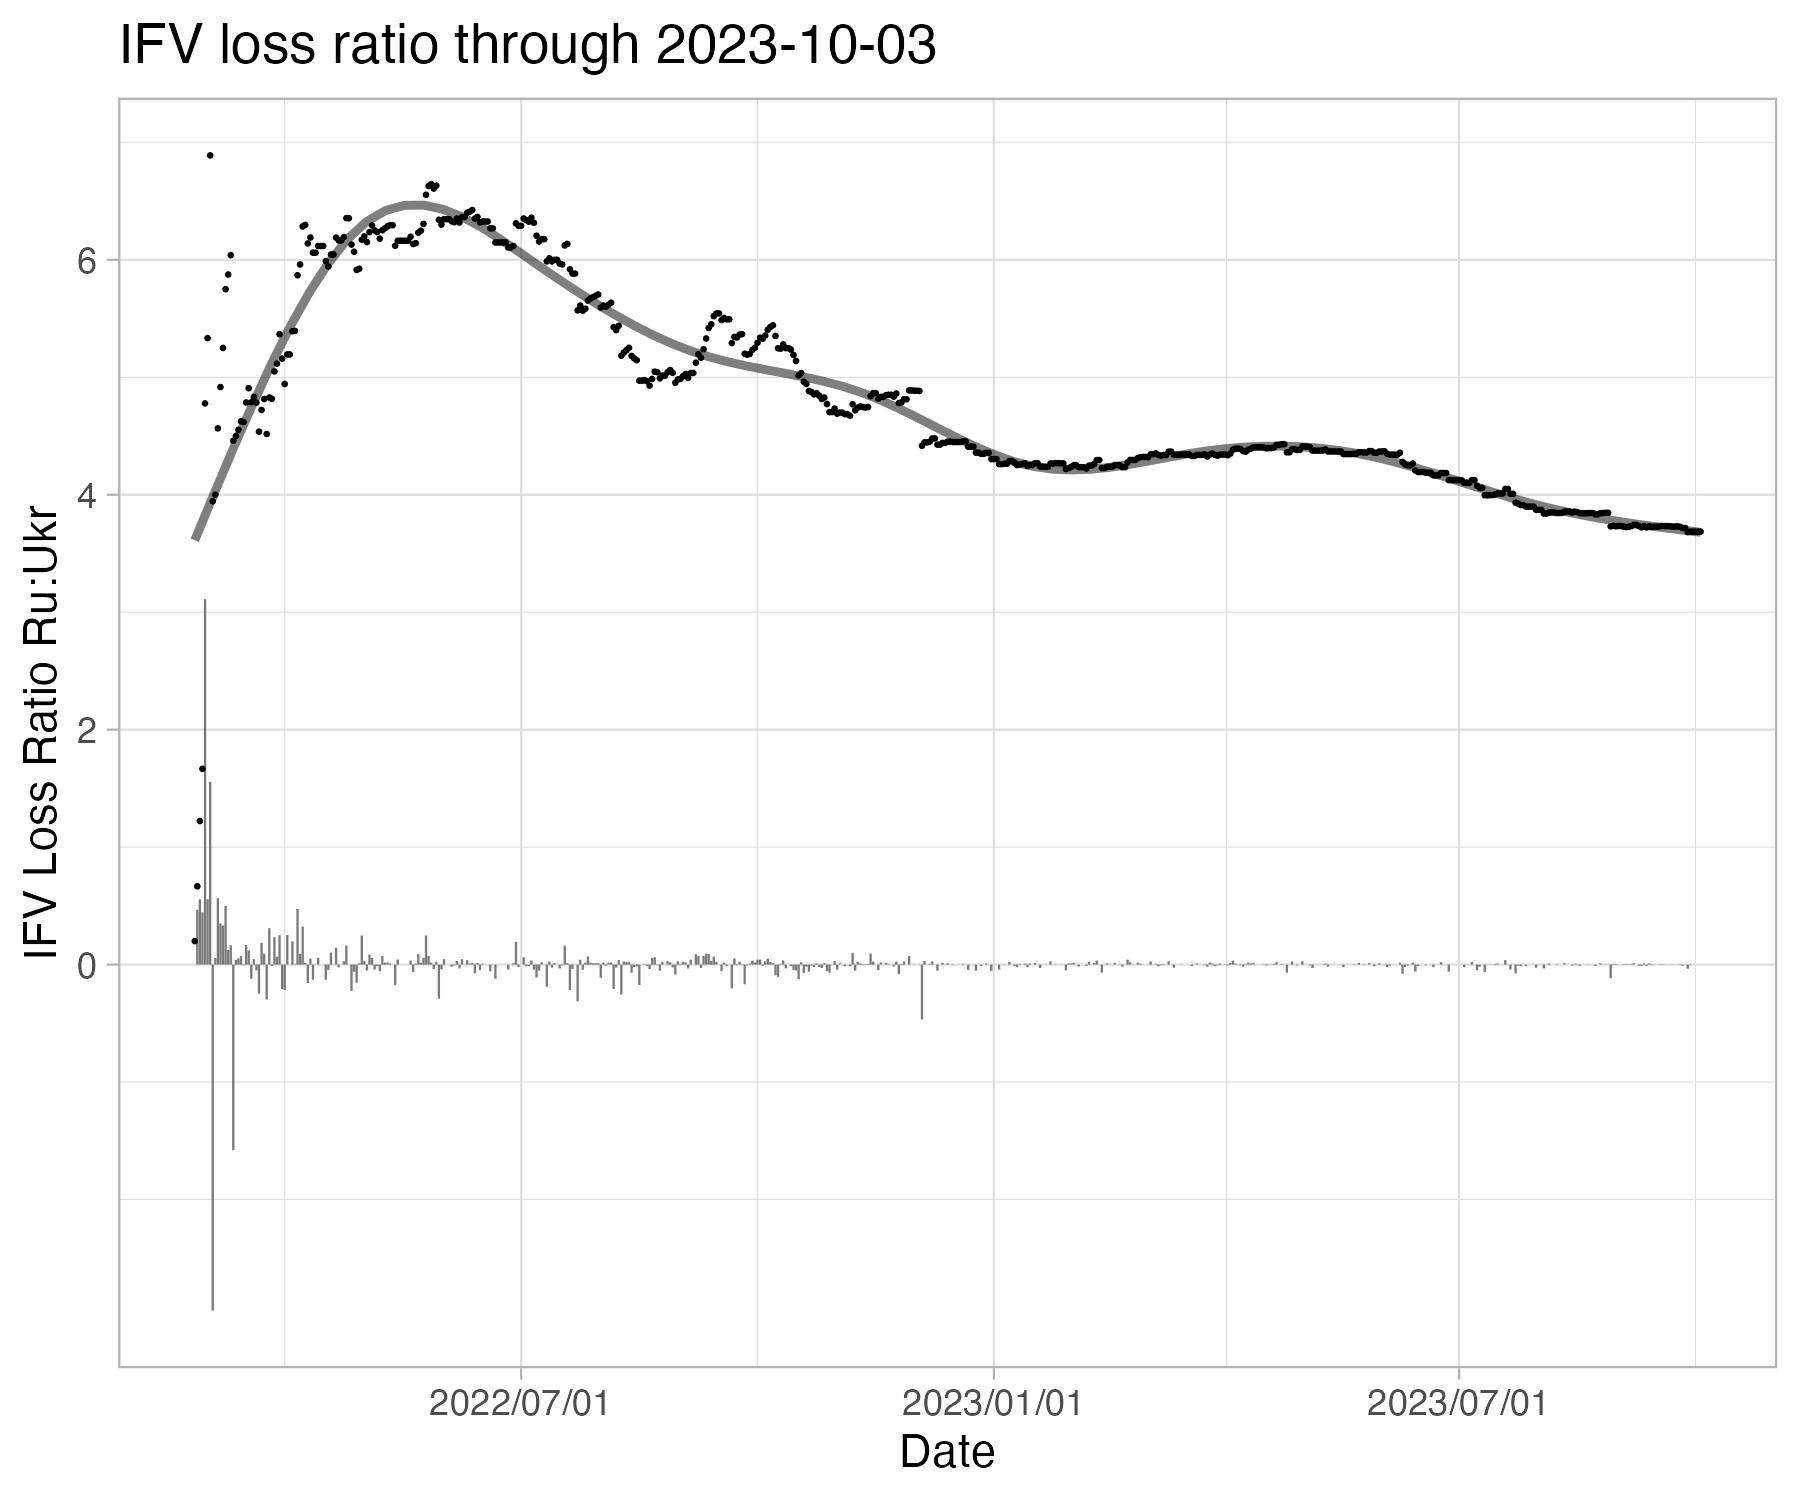 IFV loss ratio through 2023-10-03
IFV Loss Ratio Ru:Ukr
6
4
2
0
2022/07/01
2023/01/01
2023/07/01
Date